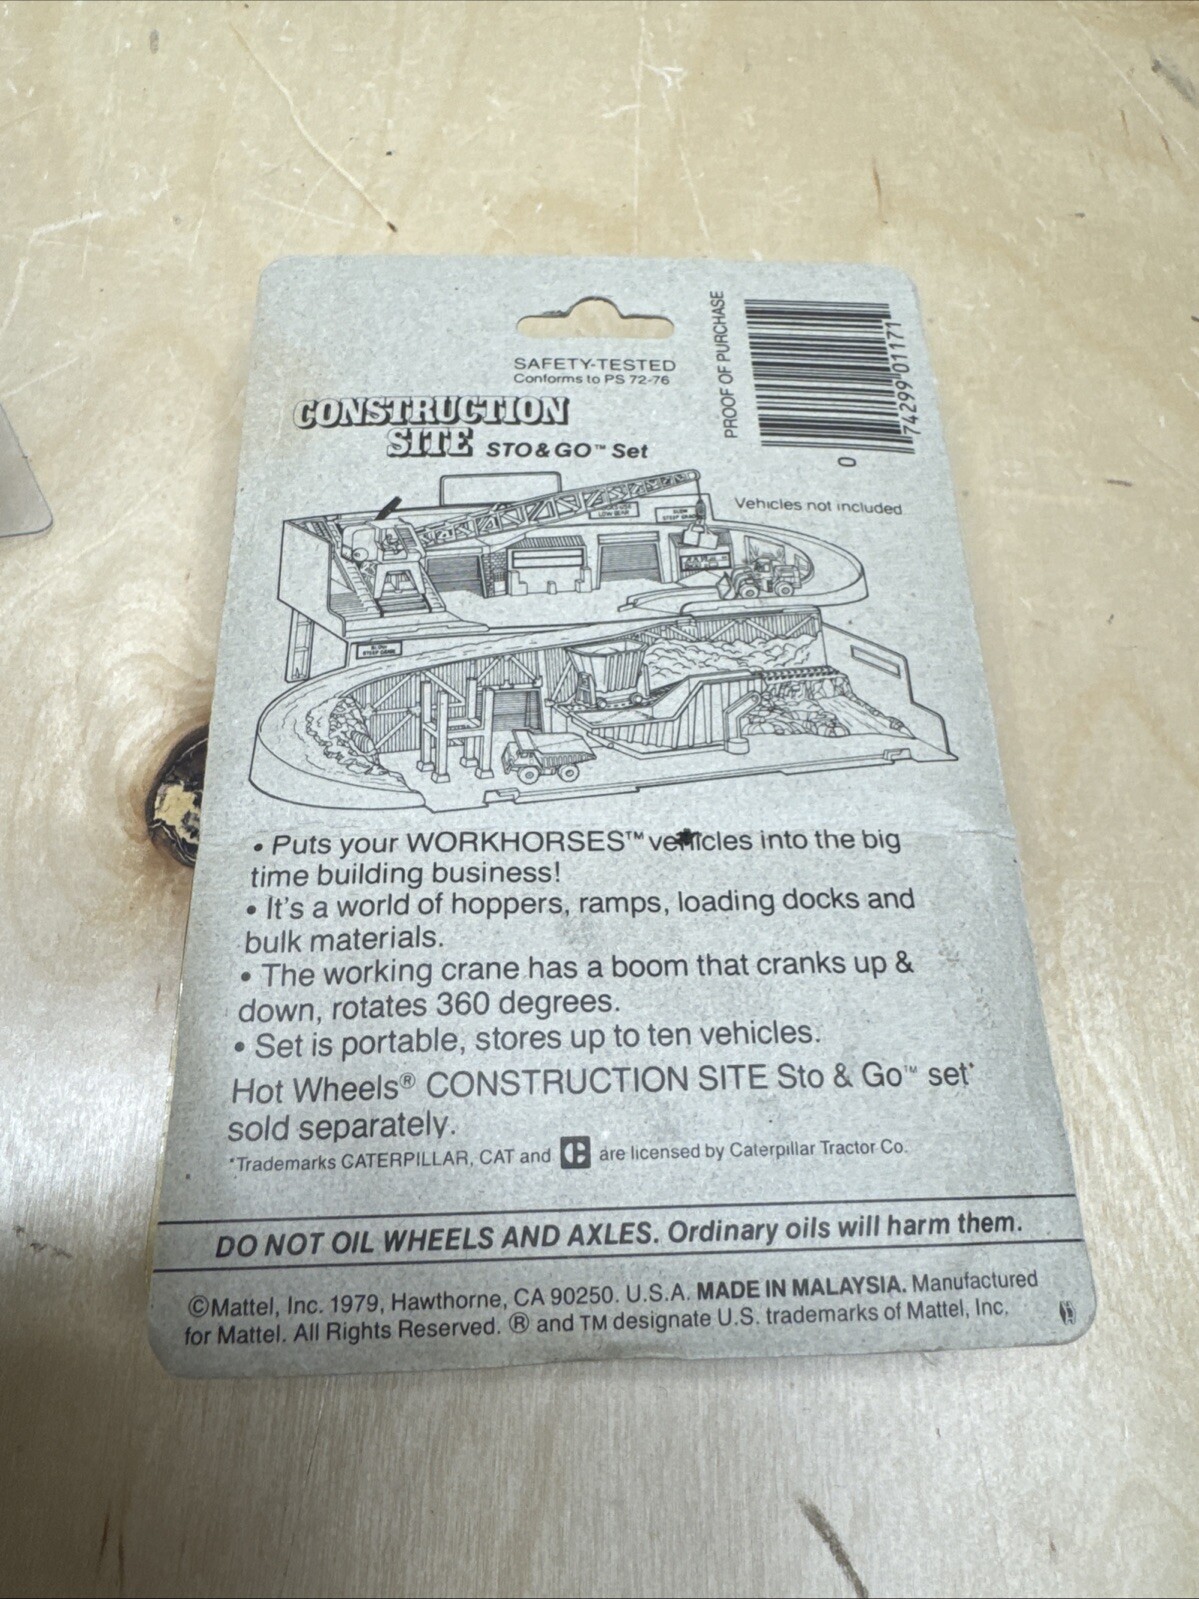 SAFETY-TESTED
Conforms to PS 72-76
PROOF OF PURCHASE
74299 01171
0
CONSTRUCTION
SITE STO & GO™ Set
Vehicles not included
• Puts your WORKHORSES™ vehicles into the big
time building business!
• It's a world of hoppers, ramps, loading docks and
bulk materials.
• The working crane has a boom that cranks up &
down, rotates 360 degrees.
• Set is portable, stores up to ten vehicles.
Hot Wheels® CONSTRUCTION SITE Sto & Go™ set*
sold separately.
*Trademarks CATERPILLAR, CAT and C are licensed by Caterpillar Tractor Co.
DO NOT OIL WHEELS AND AXLES. Ordinary oils will harm them.
©Mattel, Inc. 1979, Hawthorne, CA 90250. U.S.A. MADE IN MALAYSIA. Manufactured
for Mattel. All Rights Reserved. ® and TM designate U.S. trademarks of Mattel, Inc.